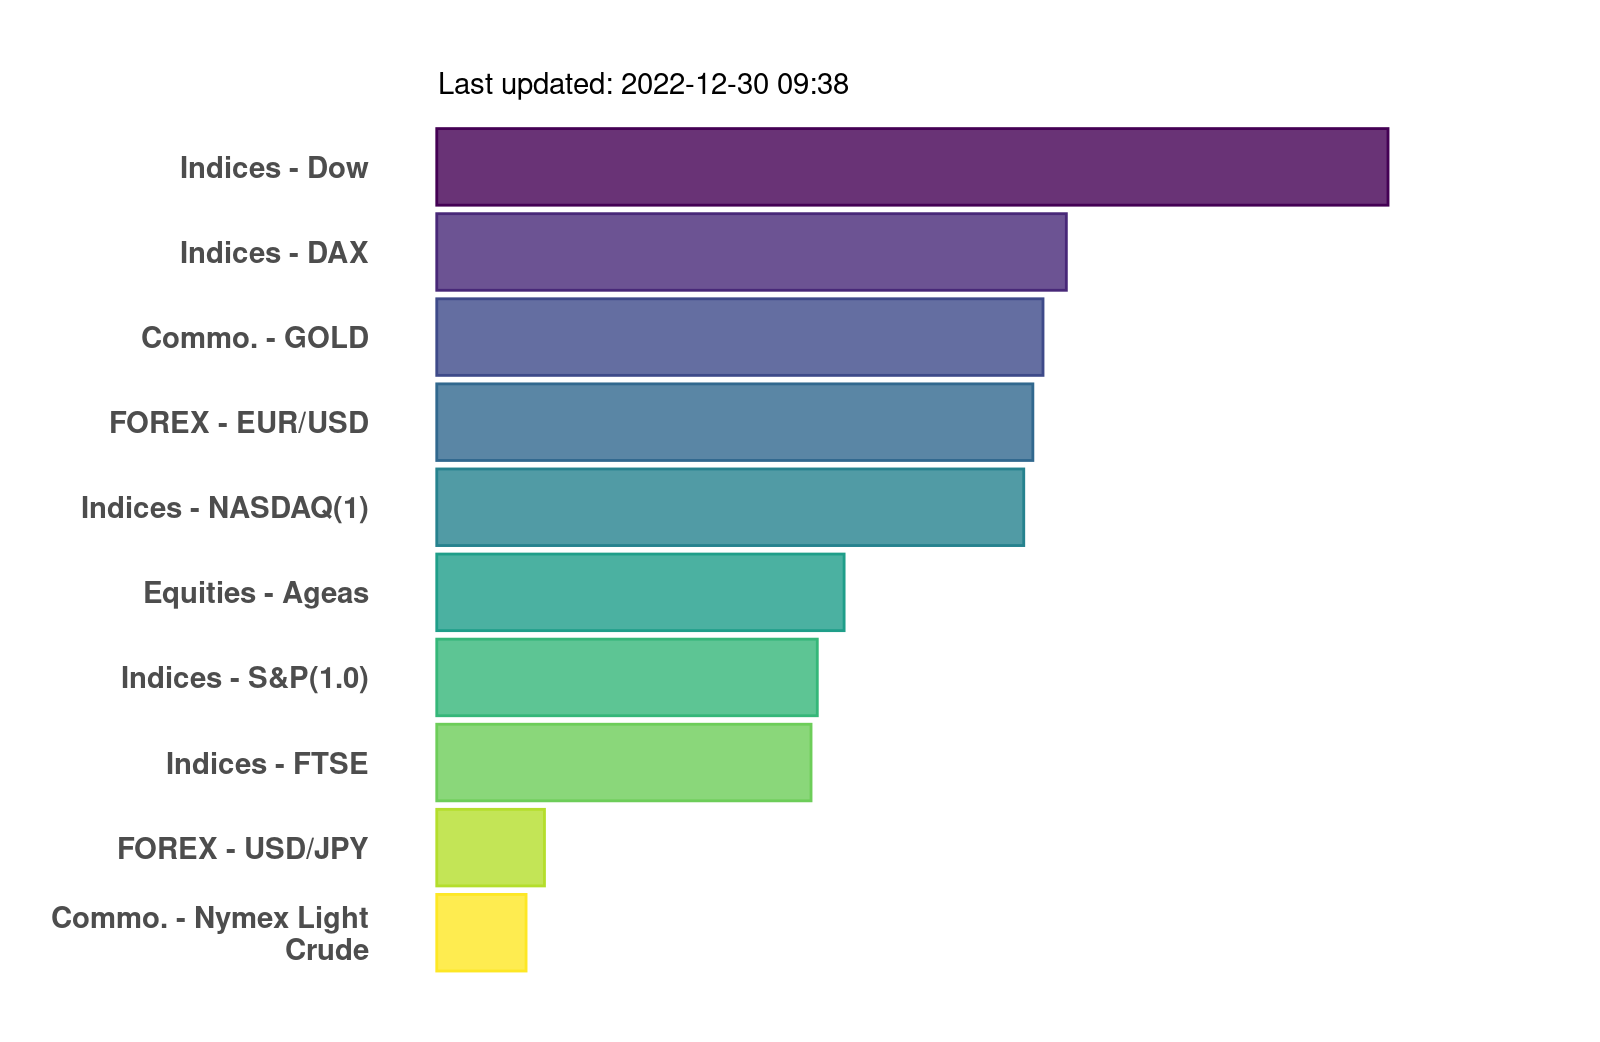 Last updated: 2022-12-30 09:38
Indices - Dow
Indices - DAX
Commo. - GOLD
FOREX - EUR/USD
Indices - NASDAQ(1)
Equities - Ageas
Indices - S&P(1.0)
Indices - FTSE
FOREX - USD/JPY
Commo. - Nymex Light
Crude